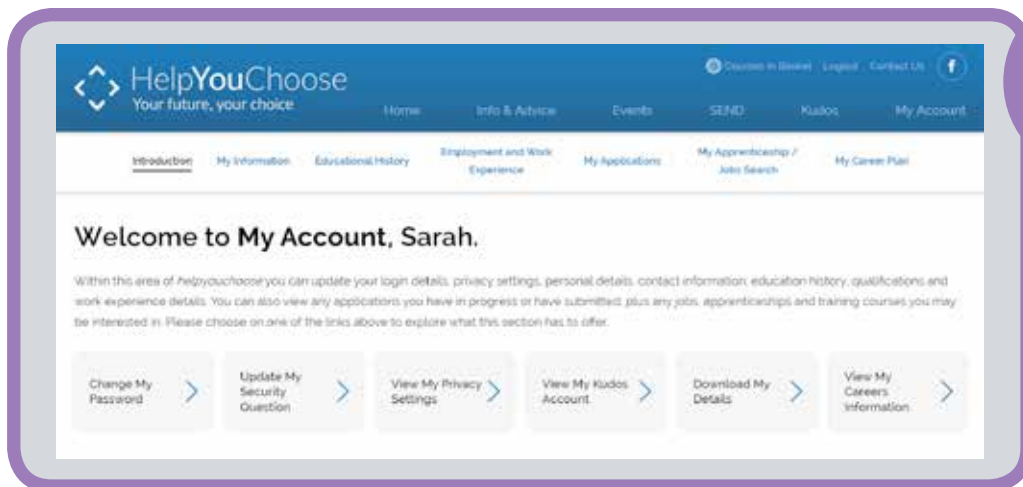 HelpYouChoose
Your future, your choice
Courses in Basket Logout Contact Us f
Home Info & Advice Events SEND Kudos My Account
Introduction My Information Educational History Employment and Work Experience My Applications My Apprenticeship / Jobs Search My Career Plan
Welcome to My Account, Sarah.
Within this area of helpyouchoose you can update your login details, privacy settings, personal details, contact information, education history, qualifications and
work experience details. You can also view any applications you have in progress or have submitted, plus any jobs, apprenticeships and training courses you may
be interested in. Please choose on one of the links above to explore what this section has to offer.
Change My
Password
Update My
Security
Question
View My Privacy
Settings
View My Kudos
Account
Download My
Details
View My
Careers
Information